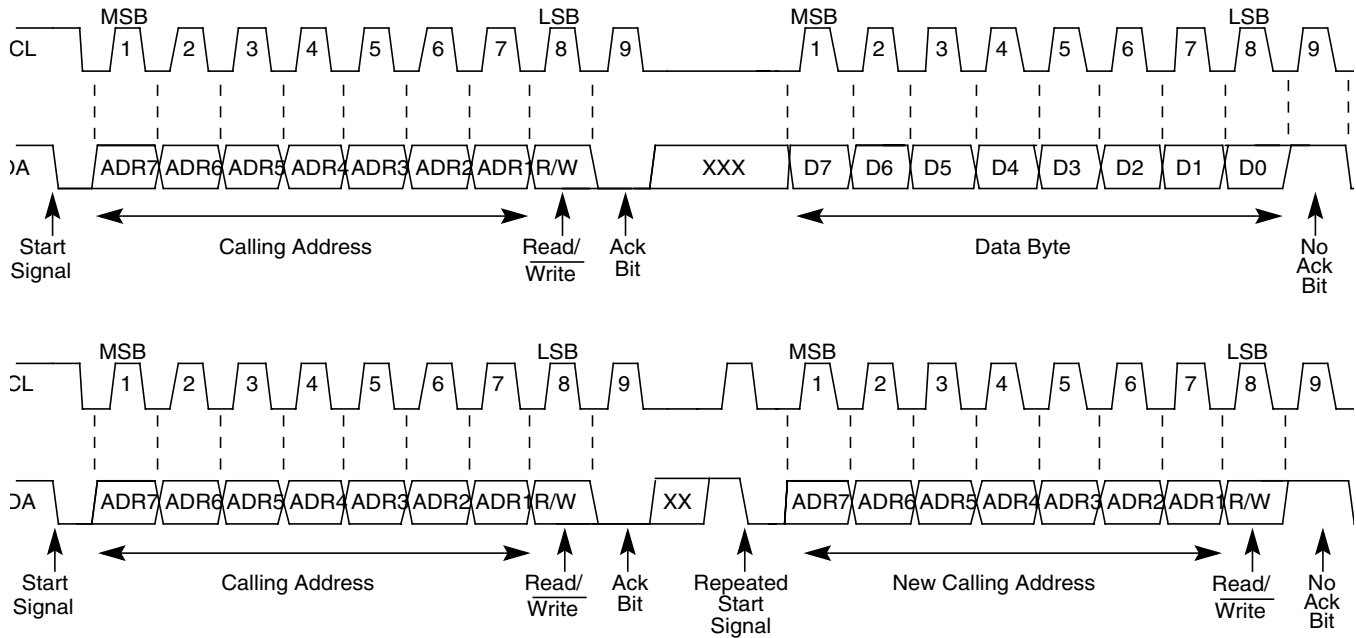 MSB LSB MSB LSB
CL 1 2 3 4 5 6 7 8 9 1 2 3 4 5 6 7 8 9
DA ADR7 ADR6 ADR5 ADR4 ADR3 ADR2 ADR1 R/W XXX D7 D6 D5 D4 D3 D2 D1 D0
Start Calling Address Read/ Ack Data Byte No
Signal Write Bit Ack
Bit
MSB LSB MSB LSB
CL 1 2 3 4 5 6 7 8 9 1 2 3 4 5 6 7 8 9
DA ADR7 ADR6 ADR5 ADR4 ADR3 ADR2 ADR1 R/W XX ADR7 ADR6 ADR5 ADR4 ADR3 ADR2 ADR1 R/W
Start Calling Address Read/ Ack Repeated New Calling Address Read/ No
Signal Write Bit Start Write Ack
Signal Bit